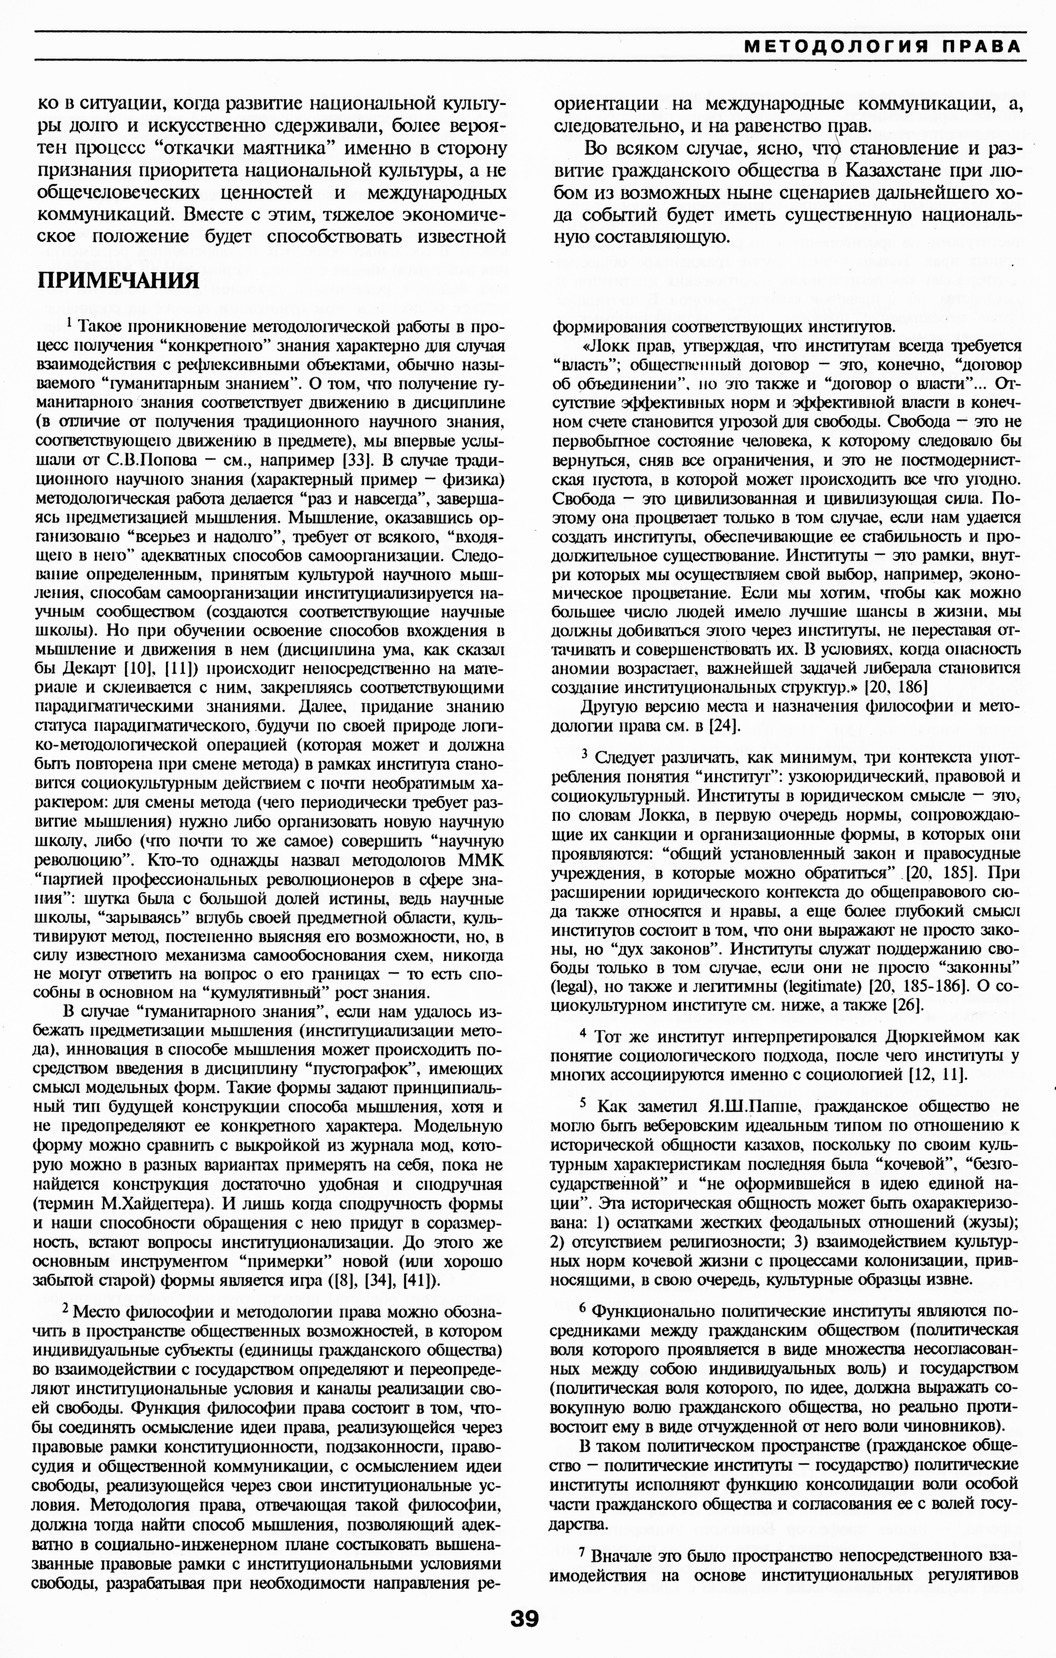 МЕТОДОЛОГИЯ ПРАВА
ко в ситуации, когда развитие национальной культу-
ры долго и искусственно сдерживали, более вероя-
тен процесс “откачки маятника” именно в сторону
признания приоритета национальной культуры, а не
общечеловеческих ценностей и международных
коммуникаций. Вместе с этим, тяжелое экономиче-
ское положение будет способствовать известной
ориентации на международные коммуникации, а,
следовательно, и на равенство прав.
Во всяком случае, ясно, что становление и раз-
витие гражданского общества в Казахстане при лю-
бом из возможных ныне сценариев дальнейшего хо-
да событий будет иметь существенную националь-
ную составляющую.
ПРИМЕЧАНИЯ
1 Такое проникновение методологической работы в про-
цесс получения “конкретного” знания характерно для случая
взаимодействия с рефлексивными объектами, обычно назы-
ваемого “гуманитарным знанием”. О том, что получение гу-
манитарного знания соответствует движению в дисциплине
(в отличие от получения традиционного научного знания,
соответствующего движению в предмете), мы впервые услы-
шали от С.В.Попова — см., например [33]. В случае тради-
ционного научного знания (характерный пример — физика)
методологическая работа делается “раз и навсегда”, заверша-
ясь предметизацией мышления. Мышление, оказавшись ор-
ганизовано “всерьез и надолго”, требует от всякого, “входя-
щего в него” адекватных способов самоорганизации. Следо-
вание определенным, принятым культурой научного мыш-
ления, способам самоорганизации институциализируется на-
учным сообществом (создаются соответствующие научные
школы). Но при обучении освоение способов вхождения в
мышление и движения в нем (дисциплина ума, как сказал
бы Декарт [10], [11]) происходит непосредственно на мате-
риале и склеивается с ним, закрепляясь соответствующими
парадигматическими знаниями. Далее, придание знанию
статуса парадигматического, будучи по своей природе логи-
ко-методологической операцией (которая может и должна
быть повторена при смене метода) в рамках института стано-
вится социокультурным действием с почти необратимым ха-
рактером: для смены метода (чего периодически требует раз-
витие мышления) нужно либо организовать новую научную
школу, либо (что почти то же самое) совершить “научную
революцию”. Кто-то однажды назвал методологов ММК
“партией профессиональных революционеров в сфере зна-
ния”: шутка была с большой долей истины, ведь научные
школы, “зарываясь” вглубь своей предметной области, куль-
тивируют метод, постепенно выясняя его возможности, но, в
силу известного механизма самообоснования схем, никогда
не могут ответить на вопрос о его границах — то есть спо-
собны в основном на “кумулятивный” рост знания.
В случае “гуманитарного знания”, если нам удалось из-
бежать предметизации мышления (институциализации мето-
да), инновация в способе мышления может происходить по-
средством введения в дисциплину “пустографок”, имеющих
смысл модельных форм. Такие формы задают принципиаль-
ный тип будущей конструкции способа мышления, хотя и
не предопределяют ее конкретного характера. Модельную
форму можно сравнить с выкройкой из журнала мод, кото-
рую можно в разных вариантах примерять на себя, пока не
найдется конструкция достаточно удобная и сподручная
(термин М.Хайдеггера). И лишь когда сподручность формы
и наши способности обращения с нею придут в соразмер-
ность, встают вопросы институционализации. До этого же
основным инструментом “примерки” новой (или хорошо
забытой старой) формы является игра ([8], [34], [41]).
2 Место философии и методологии права можно обозна-
чить в пространстве общественных возможностей, в котором
индивидуальные субъекты (единицы гражданского общества)
во взаимодействии с государством определяют и переопреде-
ляют институциональные условия и каналы реализации сво-
ей свободы. Функция философии права состоит в том, что-
бы соединять осмысление идеи права, реализующейся через
правовые рамки конституционности, подзаконности, право-
судия и общественной коммуникации, с осмыслением идеи
свободы, реализующейся через свои институциональные ус-
ловия. Методология права, отвечающая такой философии,
должна тогда найти способ мышления, позволяющий адек-
ватно в социально-инженерном плане состыковать вышена-
званные правовые рамки с институциональными условиями
свободы, разрабатывая при необходимости направления ре-
формирования соответствующих институтов.
«Локк прав, утверждая, что институтам всегда требуется
“власть”; общественный договор — это, конечно, “договор
об объединении”, но это также и “договор о власти”... От-
сутствие эффективных норм и эффективной власти в конеч-
ном счете становится угрозой для свободы. Свобода — это не
первобытное состояние человека, к которому следовало бы
вернуться, сняв все ограничения, и это не постмодернист-
ская пустота, в которой может происходить все что угодно.
Свобода — это цивилизованная и цивилизующая сила. По-
этому она процветает только в том случае, если нам удается
создать институты, обеспечивающие ее стабильность и про-
должительное существование. Институты — это рамки, внут-
ри которых мы осуществляем свой выбор, например, эконо-
мическое процветание. Если мы хотим, чтобы как можно
большее число людей имело лучшие шансы в жизни, мы
должны добиваться этого через институты, не переставая от-
тачивать и совершенствовать их. В условиях, когда опасность
аномии возрастает, важнейшей задачей либерала становится
создание институциональных структур.» [20, 186]
Другую версию места и назначения философии и мето-
дологии права см. в [24].
3 Следует различать, как минимум, три контекста упот-
ребления понятия “институт”: узкоюридический, правовой и
социокультурный. Институты в юридическом смысле — это,
по словам Локка, в первую очередь нормы, сопровождаю-
щие их санкции и организационные формы, в которых они
проявляются: “общий установленный закон и правосудные
учреждения, в которые можно обратиться” [20, 185]. При
расширении юридического контекста до общеправового сю-
да также относятся и нравы, а еще более глубокий смысл
институтов состоит в том, что они выражают не просто зако-
ны, но “дух законов”. Институты служат поддержанию сво-
боды только в том случае, если они не просто “законны”
(legal), но также и легитимны (legitimate) [20, 185-186]. О со-
циокультурном институте см. ниже, а также [26].
4 Тот же институт интерпретировался Дюркгеймом как
понятие социологического подхода, после чего институты у
многих ассоциируются именно с социологией [12, 11].
5 Как заметил Я.Ш.Паппе, гражданское общество не
могло быть веберовским идеальным типом по отношению к
исторической общности казахов, поскольку по своим куль-
турным характеристикам последняя была “кочевой”, “безго-
сударственной” и “не оформившейся в идею единой на-
ции”. Эта историческая общность может быть охарактеризо-
вана: 1) остатками жестких феодальных отношений (жузы);
2) отсутствием религиозности; 3) взаимодействием культур-
ных норм кочевой жизни с процессами колонизации, прив-
носящими, в свою очередь, культурные образцы извне.
6 Функционально политические институты являются по-
средниками между гражданским обществом (политическая
воля которого проявляется в виде множества несогласован-
ных между собою индивидуальных воль) и государством
(политическая воля которого, по идее, должна выражать со-
вокупную волю гражданского общества, но реально проти-
востоит ему в виде отчужденной от него воли чиновников).
В таком политическом пространстве (гражданское обще-
ство — политические институты — государство) политические
институты исполняют функцию консолидации воли особой
части гражданского общества и согласования ее с волей госу-
дарства.
7 Вначале это было пространство непосредственного вза-
имодействия на основе институциональных регулятивов
39